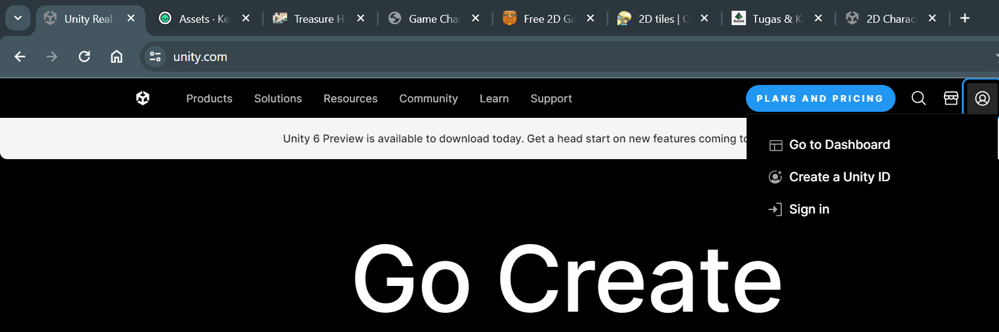 Unity Real-
Assets · Ke
Treasure H
Game Char
Free 2D Ga
2D tiles | O
Tugas & K
2D Charac
unity.com
Products
Solutions
Resources
Community
Learn
Support
PLANS AND PRICING
Unity 6 Preview is available to download today. Get a head start on new features coming to
Go to Dashboard
Create a Unity ID
Sign in
Go Create